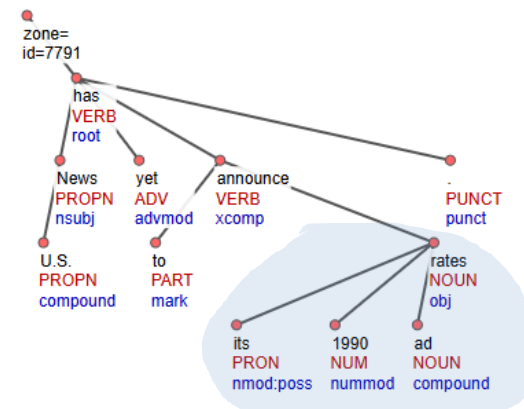 zone=
id=7791
has
VERB
root
News yet announce .
PROPN ADV VERB PUNCT
nsubj advmod xcomp punct
U.S. to rates
PROPN PART NOUN
compound mark obj
its 1990 ad
PRON NUM NOUN
nmod:poss nummod compound